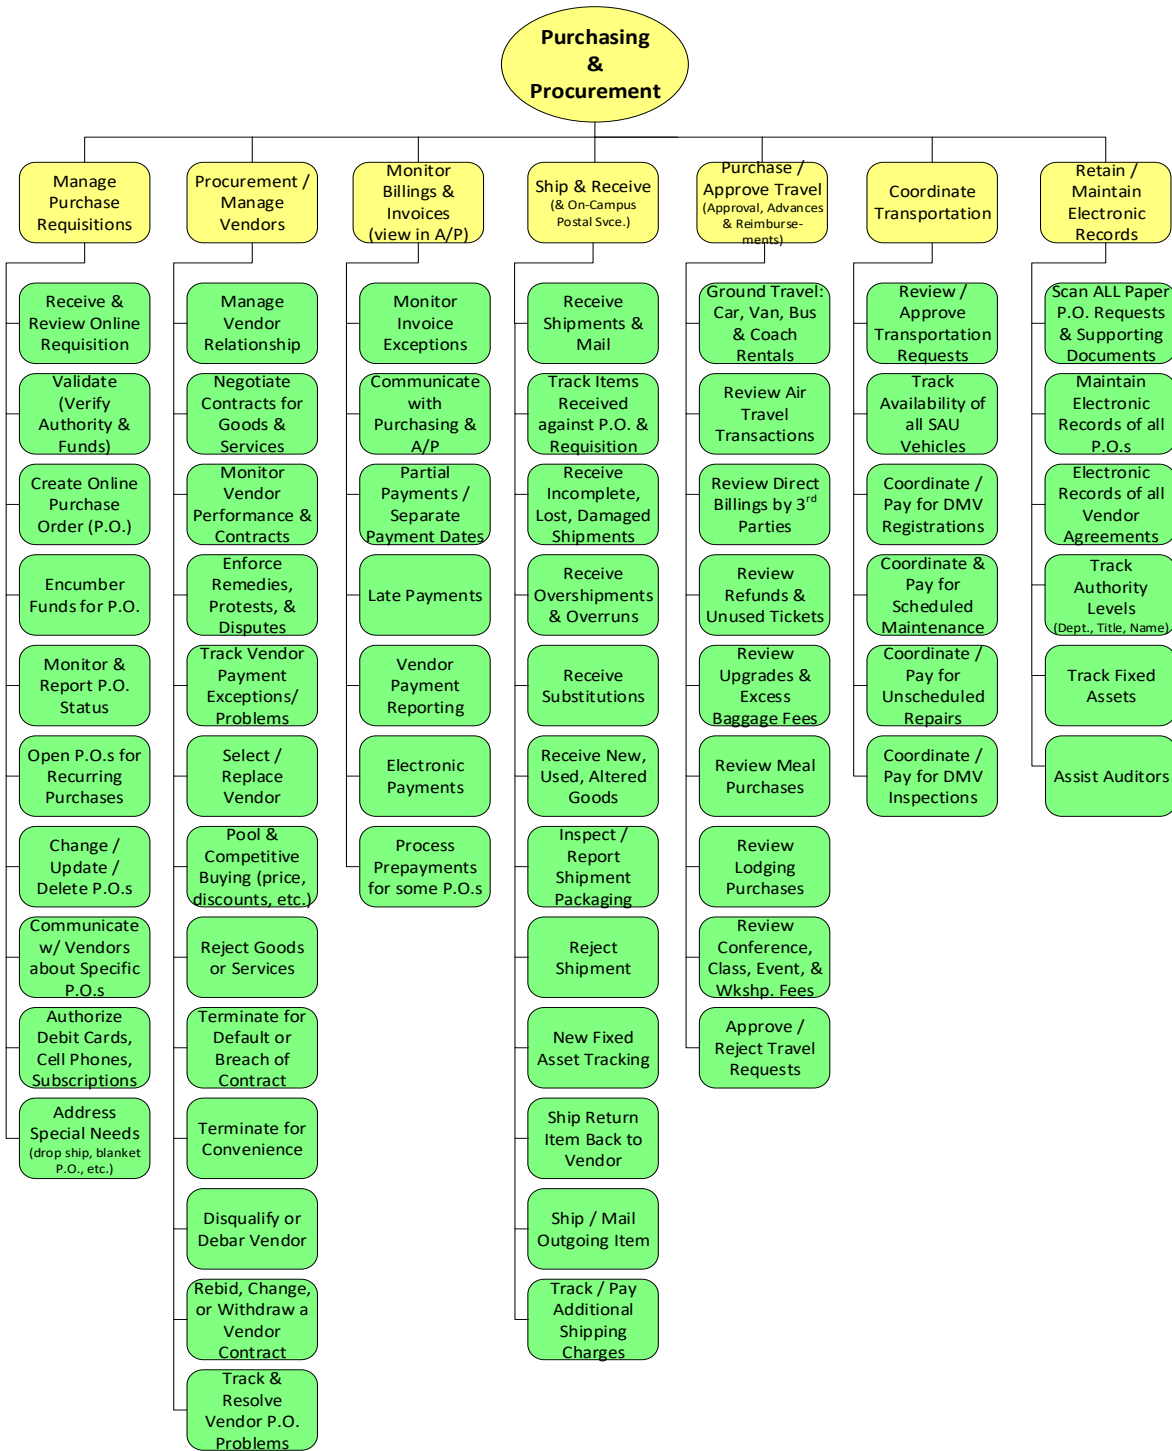 Purchasing
&
Procurement
Manage
Purchase
Requisitions
Receive &
Review Online
Requisition
Validate
(Verify
Authority &
Funds)
Create Online
Purchase
Order (P.O.)
Encumber
Funds for P.O.
Monitor &
Report P.O.
Status
Open P.O.s for
Recurring
Purchases
Change /
Update /
Delete P.O.s
Communicate
w/ Vendors
about Specific
P.O.s
Authorize
Debit Cards,
Cell Phones,
Subscriptions
Address
Special Needs
(drop ship, blanket
P.O., etc.)
Procurement /
Manage
Vendors
Manage
Vendor
Relationship
Negotiate
Contracts for
Goods &
Services
Monitor
Vendor
Performance &
Contracts
Enforce
Remedies,
Protests, &
Disputes
Track Vendor
Payment
Exceptions/
Problems
Select /
Replace
Vendor
Pool &
Competitive
Buying (price,
discounts, etc.)
Reject Goods
or Services
Terminate for
Default or
Breach of
Contract
Terminate for
Convenience
Disqualify or
Debar Vendor
Rebid, Change,
or Withdraw a
Vendor
Contract
Track &
Resolve
Vendor P.O.
Problems
Monitor
Billings &
Invoices
(view in A/P)
Monitor
Invoice
Exceptions
Communicate
with
Purchasing &
A/P
Partial
Payments /
Separate
Payment Dates
Late Payments
Vendor
Payment
Reporting
Electronic
Payments
Process
Prepayments
for some P.O.s
Ship & Receive
(& On-Campus
Postal Svce.)
Receive
Shipments &
Mail
Track Items
Received
against P.O. &
Requisition
Receive
Incomplete,
Lost, Damaged
Shipments
Receive
Overshipments
& Overruns
Receive
Substitutions
Receive New,
Used, Altered
Goods
Inspect /
Report
Shipment
Packaging
Reject
Shipment
New Fixed
Asset Tracking
Ship Return
Item Back to
Vendor
Ship / Mail
Outgoing Item
Track / Pay
Additional
Shipping
Charges
Purchase /
Approve Travel
(Approval, Advances
& Reimburse-
ments)
Ground Travel:
Car, Van, Bus
& Coach
Rentals
Review Air
Travel
Transactions
Review Direct
Billings by 3rd
Parties
Review
Refunds &
Unused Tickets
Review
Upgrades &
Excess
Baggage Fees
Review Meal
Purchases
Review
Lodging
Purchases
Review
Conference,
Class, Event, &
Wkshp. Fees
Approve /
Reject Travel
Requests
Coordinate
Transportation
Review /
Approve
Transportation
Requests
Track
Availability of
all SAU
Vehicles
Coordinate /
Pay for DMV
Registrations
Coordinate &
Pay for
Scheduled
Maintenance
Coordinate /
Pay for
Unscheduled
Repairs
Coordinate /
Pay for DMV
Inspections
Retain /
Maintain
Electronic
Records
Scan ALL Paper
P.O. Requests
& Supporting
Documents
Maintain
Electronic
Records of all
P.O.s
Electronic
Records of all
Vendor
Agreements
Track
Authority
Levels
(Dept., Title, Name)
Track Fixed
Assets
Assist Auditors